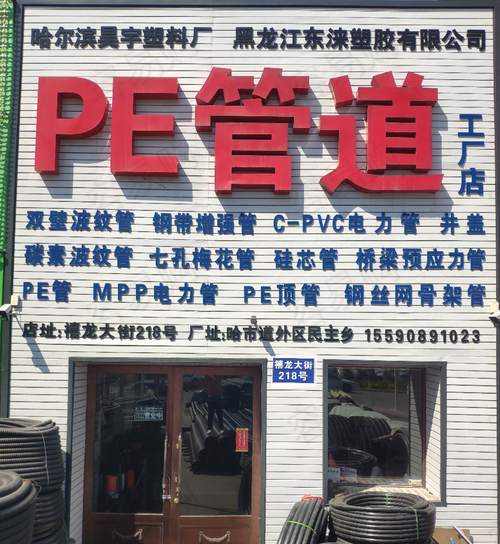 哈尔滨昊宇塑料厂 黑龙江东涞塑胶有限公司
PE管道
工厂店
双壁波纹管 钢带增强管 C-PVC电力管 井盖
碳素波纹管 七孔梅花管 硅芯管 桥梁预应力管
PE管 MPP电力管 PE顶管 钢丝网骨架管
店址:禧龙大街218号 厂址:哈市道外区民主乡 15590891023
禧龙大街
218号